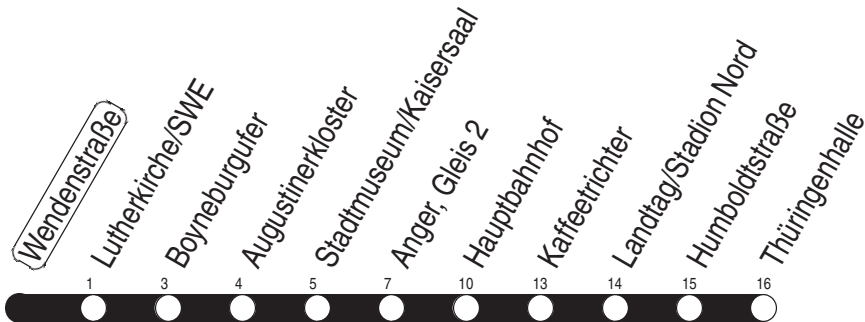 Wendenstraße
Lutherkirche/SWE
Boyneburgufer
Augustinerkloster
Stadtmuseum/Kaisersaal
Anger, Gleis 2
Hauptbahnhof
Kaffeetrichter
Landtag/Stadion Nord
Humboldtstraße
Thüringenhalle
1 3 4 5 7 10 13 14 15 16